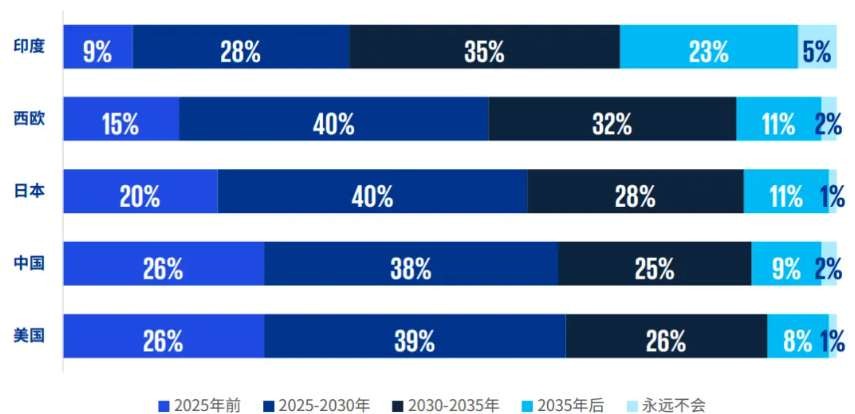 印度 9% 28% 35% 23% 5%
西欧 15% 40% 32% 11% 2%
日本 20% 40% 28% 11% 1%
中国 26% 38% 25% 9% 2%
美国 26% 39% 26% 8% 1%
2025年前 2025-2030年 2030-2035年 2035年后 永远不会